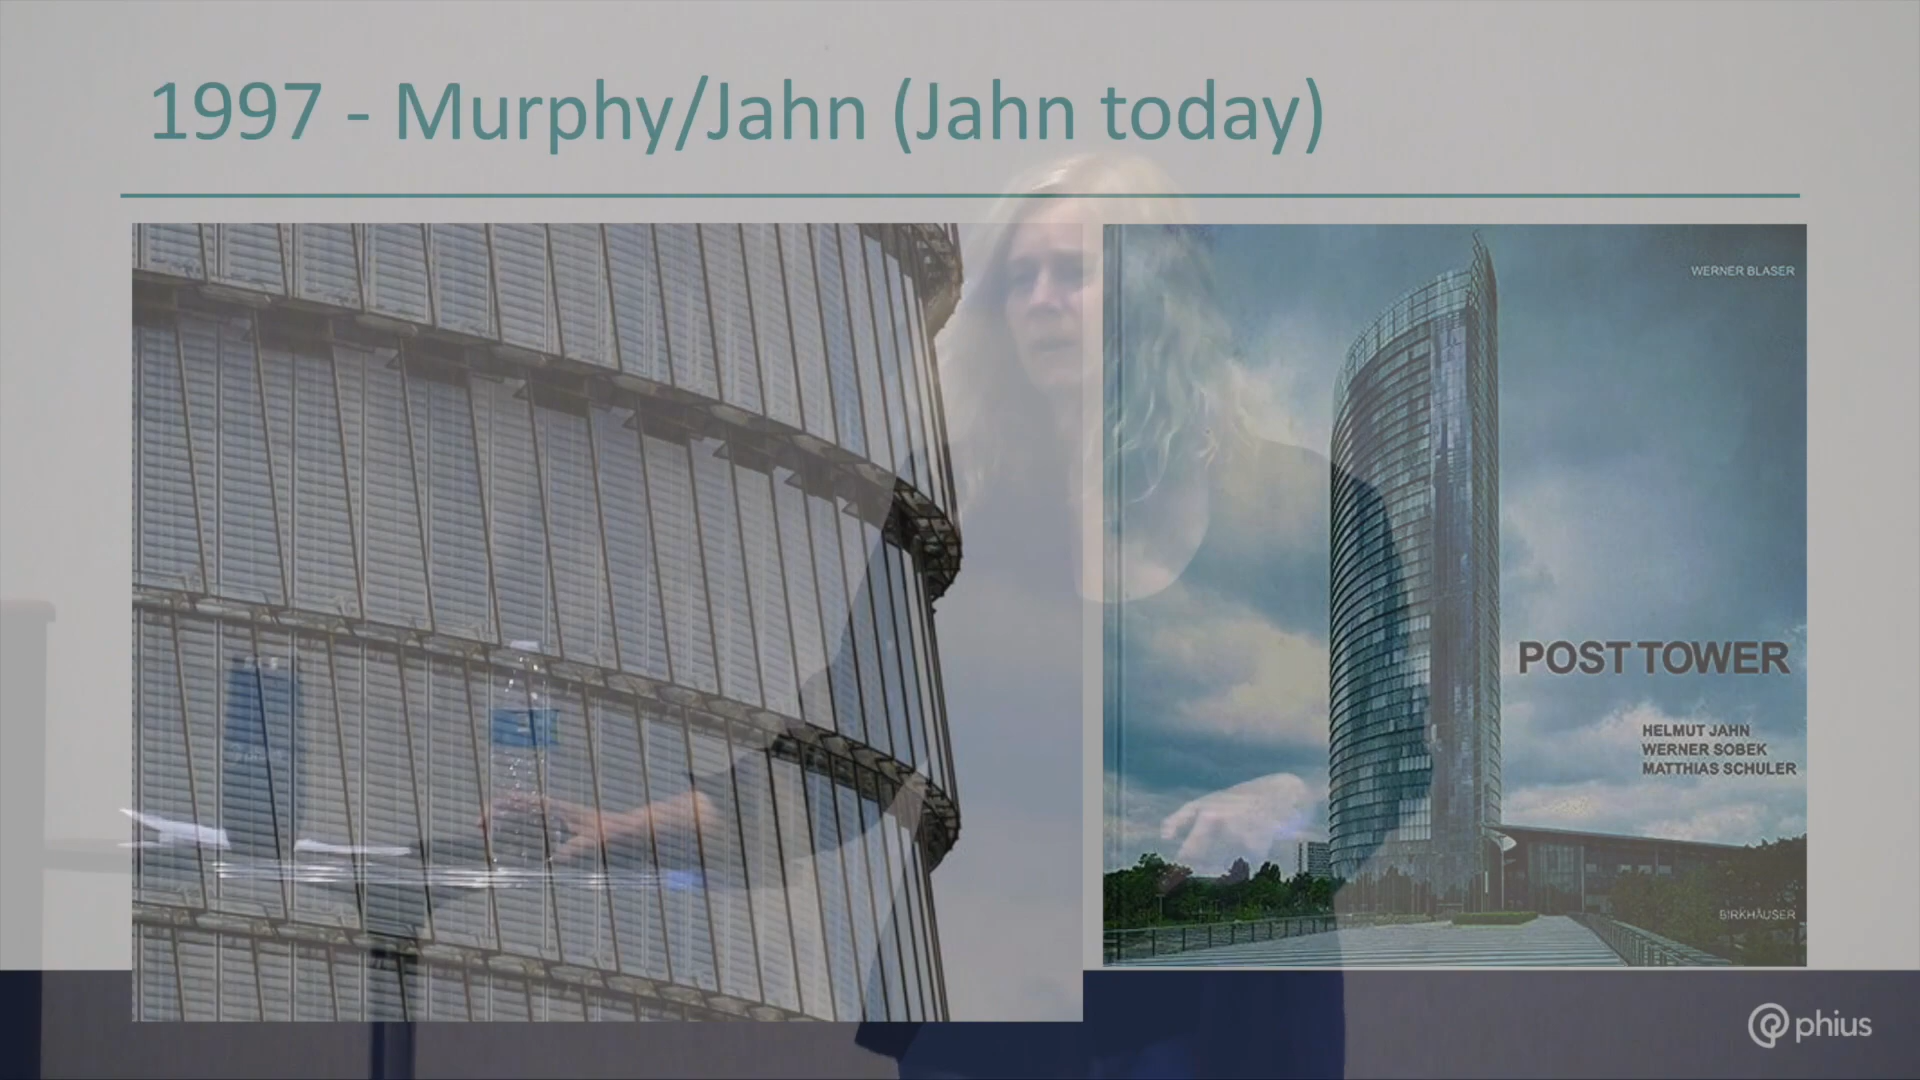 1997 - Murphy/Jahn (Jahn today)
WERNER BLASER
POST TOWER
HELMUT JAHN
WERNER SOBEK
MATTHIAS SCHULER
BIRKHÄUSER
phius